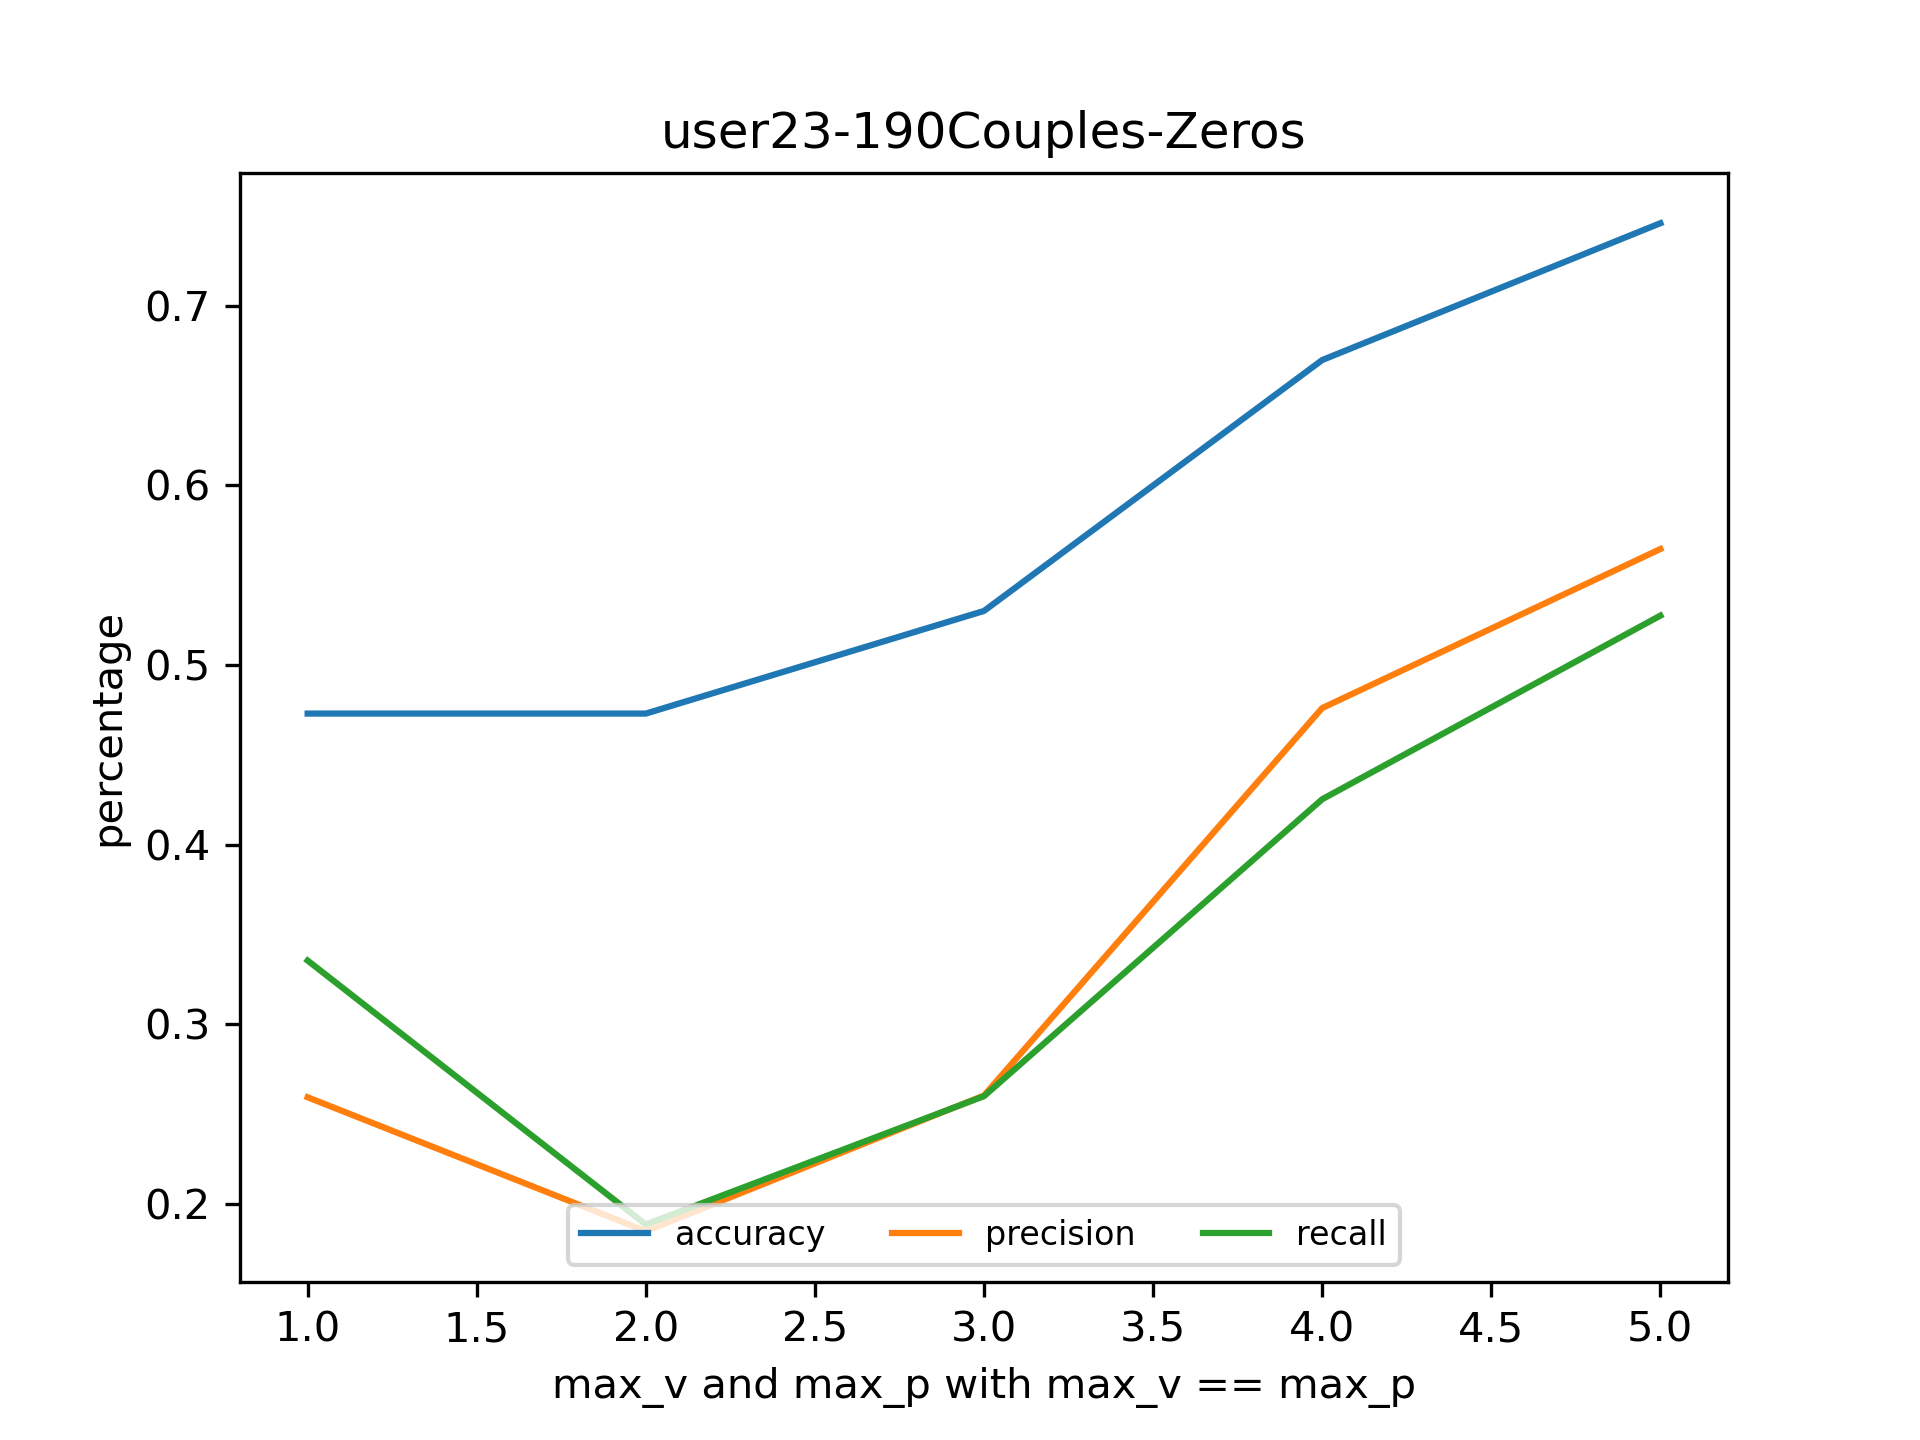 user23-190Couples-Zeros
percentage
0.7
0.6
0.5
0.4
0.3
0.2
accuracy precision recall
1.0 1.5 2.0 2.5 3.0 3.5 4.0 4.5 5.0
max_v and max_p with max_v == max_p